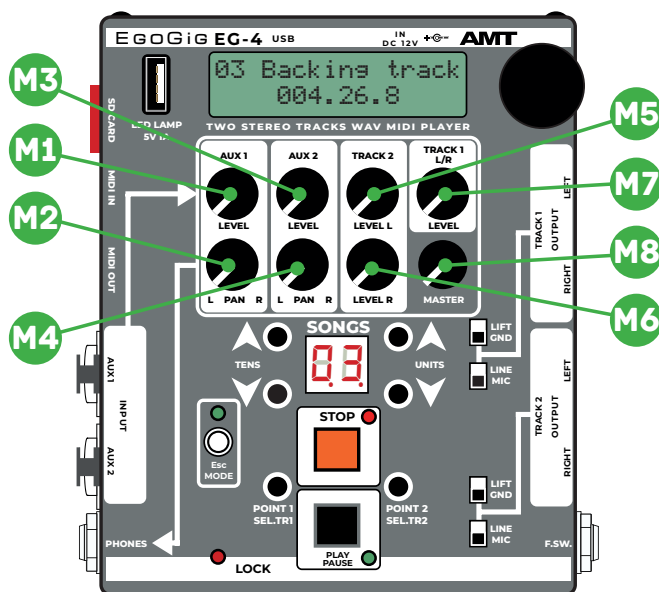 EGOGIG EG-4 USB
IN
DC 12V
AMT
M3
03 Backing track
004.26.8
LED LAMP
5V 1A
TWO STEREO TRACKS WAV MIDI PLAYER
SD CARD
M1
M5
AUX 1
AUX 2
TRACK 2
TRACK 1
L/R
LEVEL
LEVEL
LEVEL L
LEVEL
M7
MIDI IN
M2
MIDI OUT
L PAN R
L PAN R
LEVEL R
MASTER
M8
M4
M6
LEFT
TRACK 1
OUTPUT
RIGHT
SONGS
TENS
0.3.
UNITS
LIFT
GND
LINE
MIC
AUX 1
INPUT
AUX 2
Esc
MODE
STOP
LEFT
TRACK 2
OUTPUT
RIGHT
POINT 1
SEL.TR1
POINT 2
SEL.TR2
LIFT
GND
LINE
MIC
PHONES
PLAY
PAUSE
F.SW.
LOCK